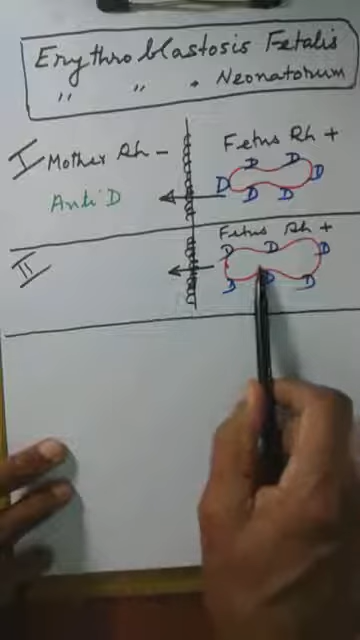 Erythroblastosis Fetalis
" " " Neonatorum
I Mother Rh -
Fetus Rh +
D D D D D D
Anti D
II
Fetus Rh +
D D D D D D